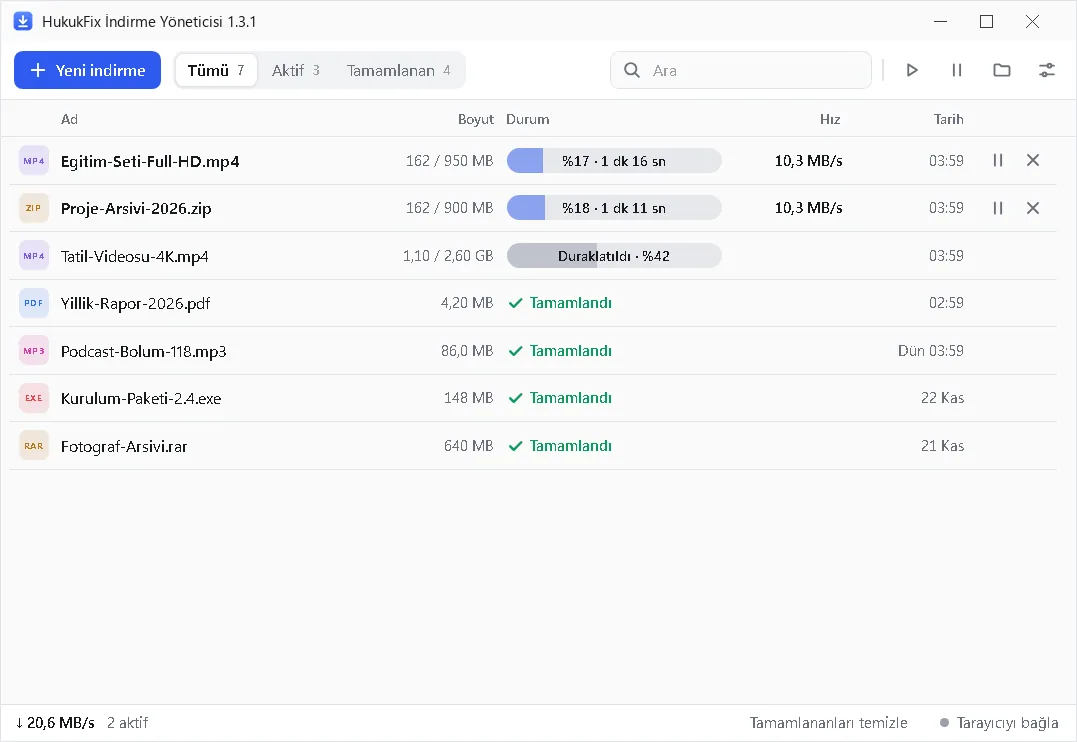 HukukFix İndirme Yöneticisi 1.3.1
Yeni indirme Tümü 7 Aktif 3 Tamamlanan 4 Ara
Ad Boyut Durum Hız Tarih
MP4 Egitim-Seti-Full-HD.mp4 162 / 950 MB %17 · 1 dk 16 sn 10,3 MB/s 03:59
ZIP Proje-Arsivi-2026.zip 162 / 900 MB %18 · 1 dk 11 sn 10,3 MB/s 03:59
MP4 Tatil-Videosu-4K.mp4 1,10 / 2,60 GB Duraklatıldı · %42 03:59
PDF Yillik-Rapor-2026.pdf 4,20 MB Tamamlandı 02:59
MP3 Podcast-Bolum-118.mp3 86,0 MB Tamamlandı Dün 03:59
EXE Kurulum-Paketi-2.4.exe 148 MB Tamamlandı 22 Kas
RAR Fotograf-Arsivi.rar 640 MB Tamamlandı 21 Kas
↓ 20,6 MB/s 2 aktif Tamamlananları temizle Tarayıcıyı bağla